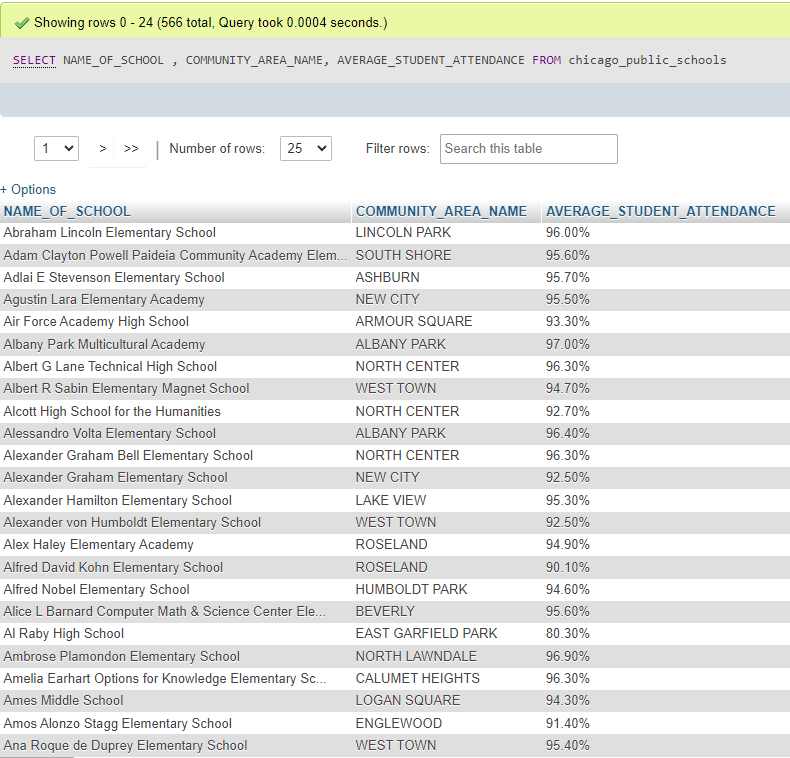 Showing rows 0 - 24 (566 total, Query took 0.0004 seconds.)
SELECT NAME_OF_SCHOOL , COMMUNITY_AREA_NAME, AVERAGE_STUDENT_ATTENDANCE FROM chicago_public_schools
1 > >> | Number of rows: 25 Filter rows: Search this table
+ Options
NAME_OF_SCHOOL COMMUNITY_AREA_NAME AVERAGE_STUDENT_ATTENDANCE
Abraham Lincoln Elementary School LINCOLN PARK 96.00%
Adam Clayton Powell Paideia Community Academy Elem... SOUTH SHORE 95.60%
Adlai E Stevenson Elementary School ASHBURN 95.70%
Agustin Lara Elementary Academy NEW CITY 95.50%
Air Force Academy High School ARMOUR SQUARE 93.30%
Albany Park Multicultural Academy ALBANY PARK 97.00%
Albert G Lane Technical High School NORTH CENTER 96.30%
Albert R Sabin Elementary Magnet School WEST TOWN 94.70%
Alcott High School for the Humanities NORTH CENTER 92.70%
Alessandro Volta Elementary School ALBANY PARK 96.40%
Alexander Graham Bell Elementary School NORTH CENTER 96.30%
Alexander Graham Elementary School NEW CITY 92.50%
Alexander Hamilton Elementary School LAKE VIEW 95.30%
Alexander von Humboldt Elementary School WEST TOWN 92.50%
Alex Haley Elementary Academy ROSELAND 94.90%
Alfred David Kohn Elementary School ROSELAND 90.10%
Alfred Nobel Elementary School HUMBOLDT PARK 94.60%
Alice L Barnard Computer Math & Science Center Ele... BEVERLY 95.60%
Al Raby High School EAST GARFIELD PARK 80.30%
Ambrose Plamondon Elementary School NORTH LAWNDALE 96.90%
Amelia Earhart Options for Knowledge Elementary Sc... CALUMET HEIGHTS 96.30%
Ames Middle School LOGAN SQUARE 94.30%
Amos Alonzo Stagg Elementary School ENGLEWOOD 91.40%
Ana Roque de Duprey Elementary School WEST TOWN 95.40%